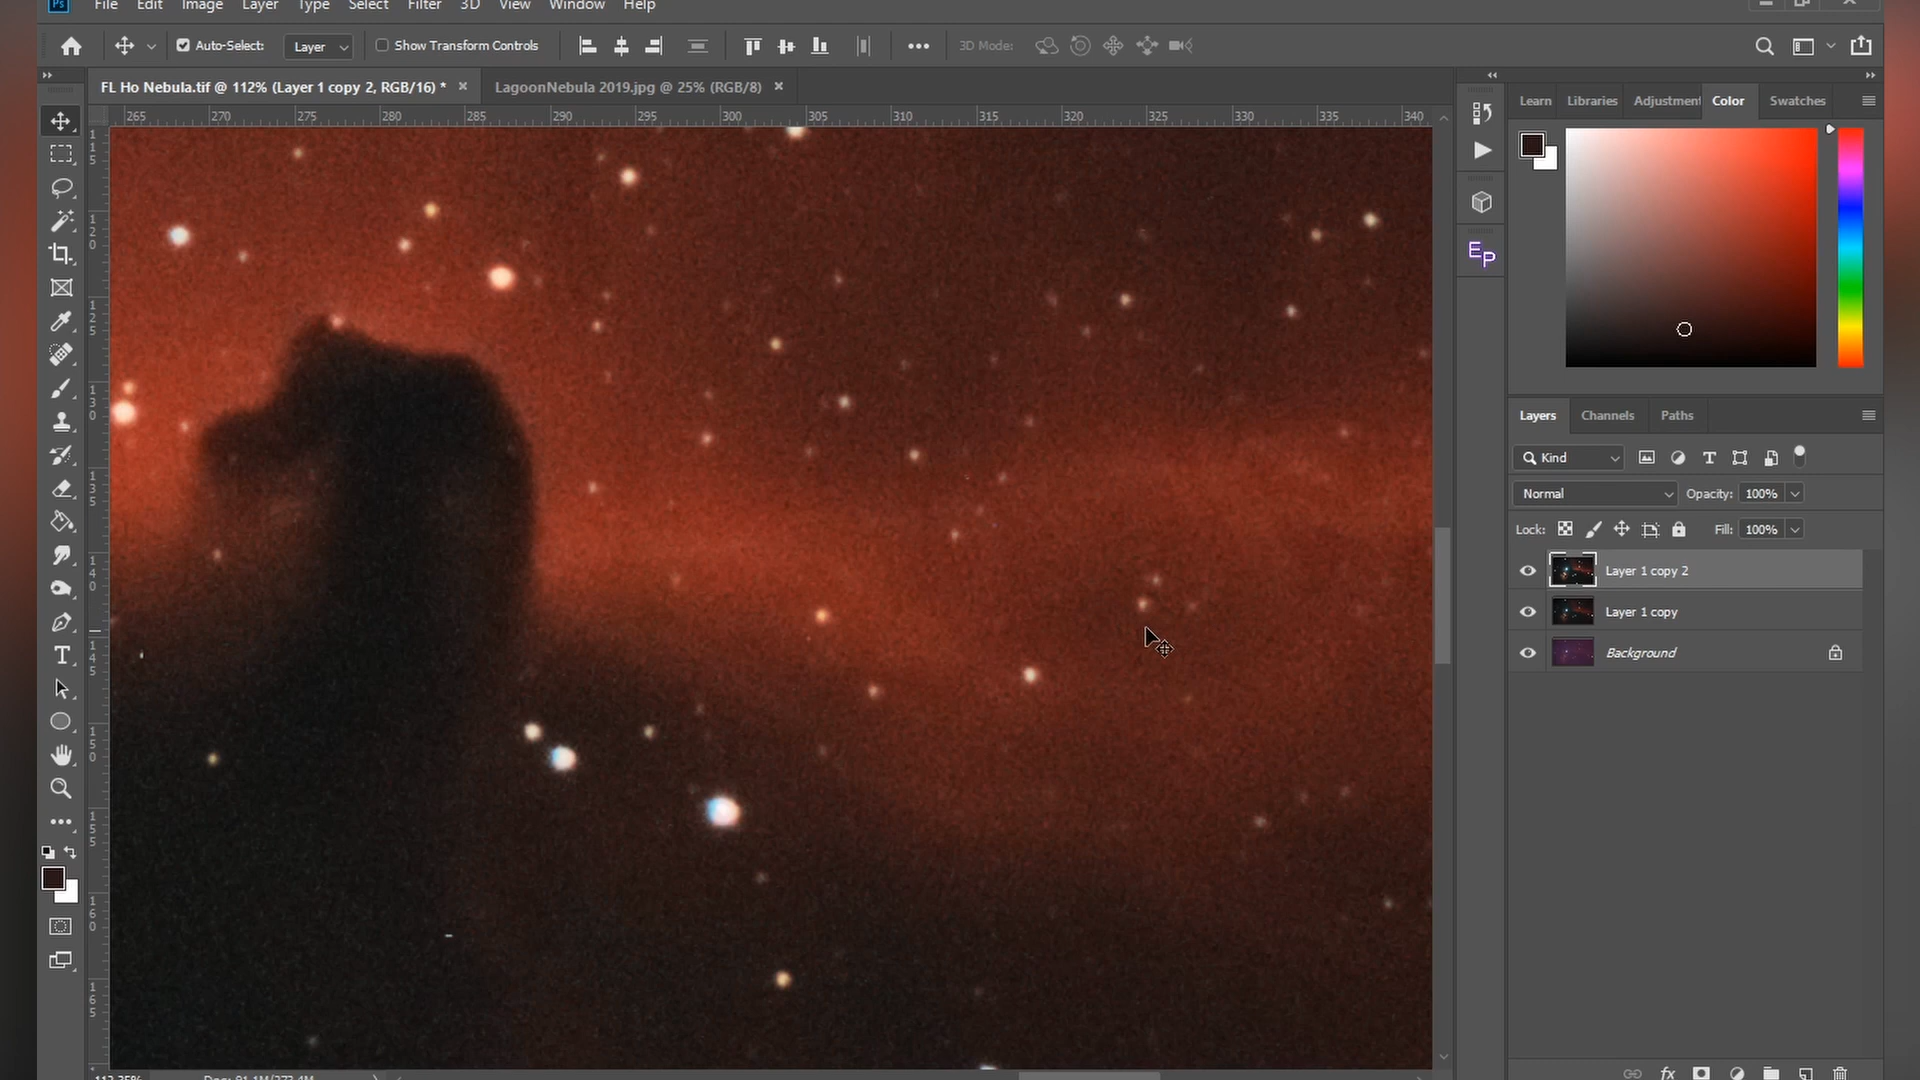 Ps File Edit Image Layer Type Select Filter 3D View Window Help
Auto-Select: Layer Show Transform Controls 3D Mode:
FL Ho Nebula.tif @ 112% (Layer 1 copy 2, RGB/16) * × LagoonNebula 2019.jpg @ 25% (RGB/8) ×
265 270 275 280 285 290 295 300 305 310 315 320 325 330 335 340
115
120
125
130
135
140
145
150
155
160
165
Learn Libraries Adjustment Color Swatches
EP
Layers Channels Paths
Kind
Normal Opacity: 100%
Lock: Fill: 100%
Layer 1 copy 2
Layer 1 copy
Background
fx